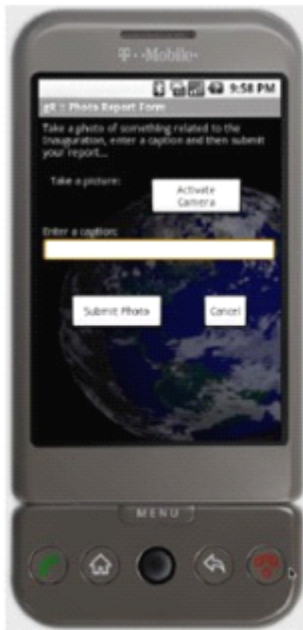 T··Mobile·
9:58 PM
gR :: Photo Report Form
Take a photo of something related to the
Inauguration, enter a caption and then submit
your report...
Take a picture:
Activate
Camera
Enter a caption:
Submit Photo
Cancel
MENU